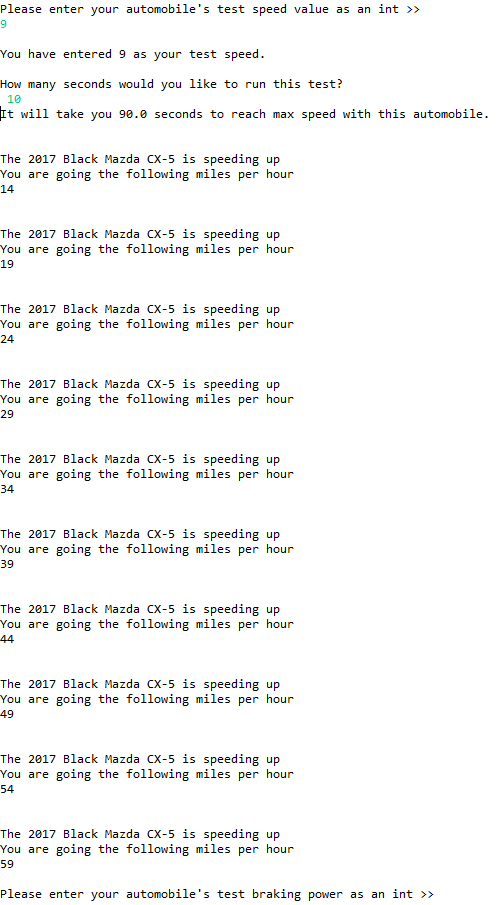 Please enter your automobile's test speed value as an int >>
9
You have entered 9 as your test speed.
How many seconds would you like to run this test?
10
It will take you 90.0 seconds to reach max speed with this automobile.
The 2017 Black Mazda CX-5 is speeding up
You are going the following miles per hour
14
The 2017 Black Mazda CX-5 is speeding up
You are going the following miles per hour
19
The 2017 Black Mazda CX-5 is speeding up
You are going the following miles per hour
24
The 2017 Black Mazda CX-5 is speeding up
You are going the following miles per hour
29
The 2017 Black Mazda CX-5 is speeding up
You are going the following miles per hour
34
The 2017 Black Mazda CX-5 is speeding up
You are going the following miles per hour
39
The 2017 Black Mazda CX-5 is speeding up
You are going the following miles per hour
44
The 2017 Black Mazda CX-5 is speeding up
You are going the following miles per hour
49
The 2017 Black Mazda CX-5 is speeding up
You are going the following miles per hour
54
The 2017 Black Mazda CX-5 is speeding up
You are going the following miles per hour
59
Please enter your automobile's test braking power as an int >>